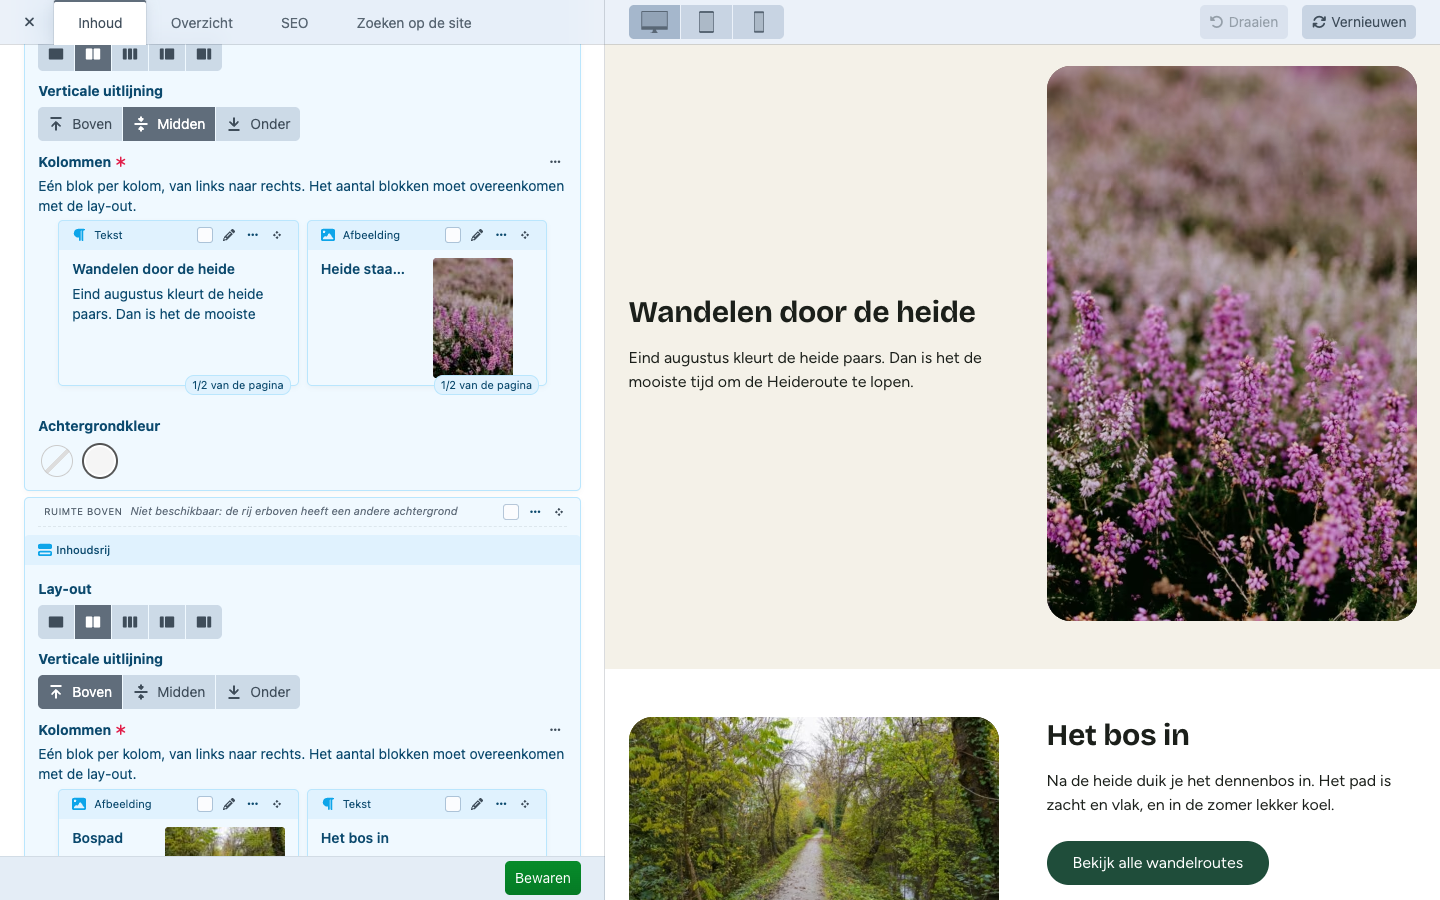 Inhoud
Overzicht
SEO
Zoeken op de site
Draaien
Vernieuwen
Verticale uitlijning
Boven
Midden
Onder
Kolommen
Eén blok per kolom, van links naar rechts. Het aantal blokken moet overeenkomen
met de lay-out.
Tekst
Wandelen door de heide
Eind augustus kleurt de heide
paars. Dan is het de mooiste
1/2 van de pagina
Afbeelding
Heide staa...
1/2 van de pagina
Achtergrondkleur
RUIMTE BOVEN Niet beschikbaar: de rij erboven heeft een andere achtergrond
Inhoudsrij
Lay-out
Verticale uitlijning
Boven
Midden
Onder
Kolommen
Eén blok per kolom, van links naar rechts. Het aantal blokken moet overeenkomen
met de lay-out.
Afbeelding
Bospad
Tekst
Het bos in
Bewaren
Wandelen door de heide
Eind augustus kleurt de heide paars. Dan is het de
mooiste tijd om de Heideroute te lopen.
Het bos in
Na de heide duik je het dennenbos in. Het pad is
zacht en vlak, en in de zomer lekker koel.
Bekijk alle wandelroutes